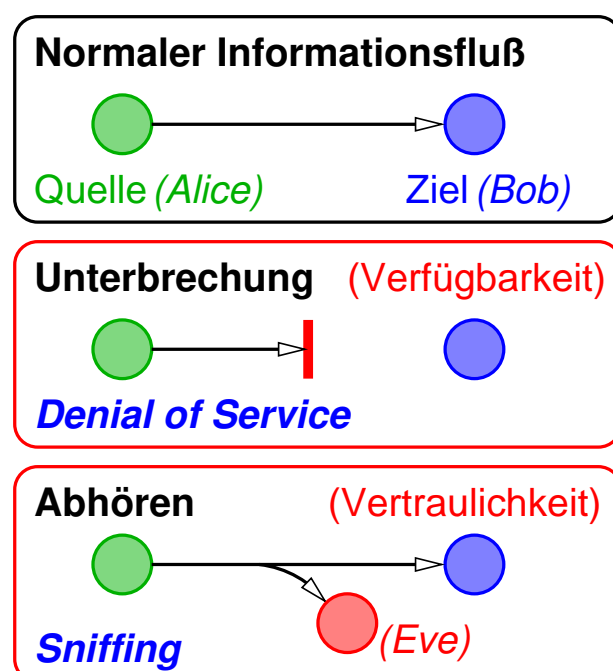 Normaler Informationsfluß
Quelle (Alice) Ziel (Bob)
Unterbrechung (Verfügbarkeit)
Denial of Service
Abhören (Vertraulichkeit)
Sniffing (Eve)